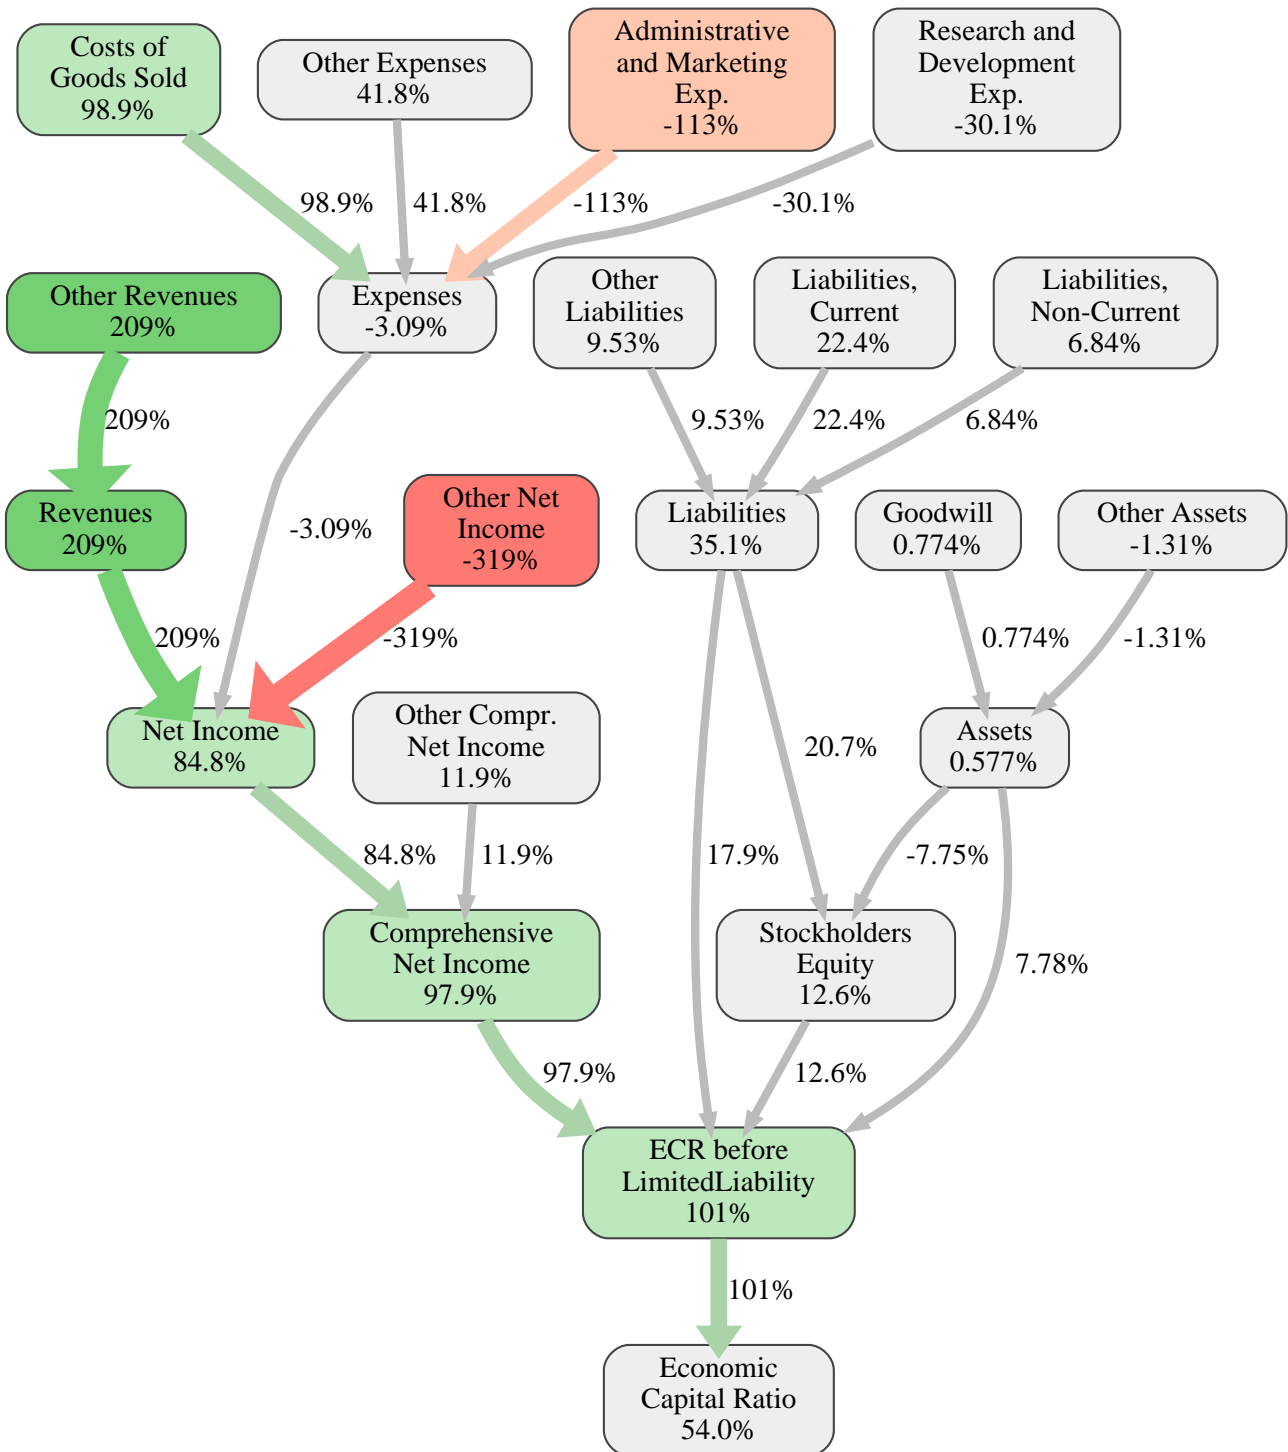 Costs of
Goods Sold
98.9%
Other Expenses
41.8%
Administrative
and Marketing
Exp.
-113%
Research and
Development
Exp.
-30.1%
98.9%
41.8%
-113%
-30.1%
Other Revenues
209%
Expenses
-3.09%
Other
Liabilities
9.53%
Liabilities,
Current
22.4%
Liabilities,
Non-Current
6.84%
209%
9.53%
22.4%
6.84%
Revenues
209%
-3.09%
Other Net
Income
-319%
Liabilities
35.1%
Goodwill
0.774%
Other Assets
-1.31%
209%
-319%
0.774%
-1.31%
Net Income
84.8%
Other Compr.
Net Income
11.9%
20.7%
Assets
0.577%
84.8%
11.9%
17.9%
-7.75%
Comprehensive
Net Income
97.9%
Stockholders
Equity
12.6%
7.78%
97.9%
12.6%
ECR before
LimitedLiability
101%
101%
Economic
Capital Ratio
54.0%